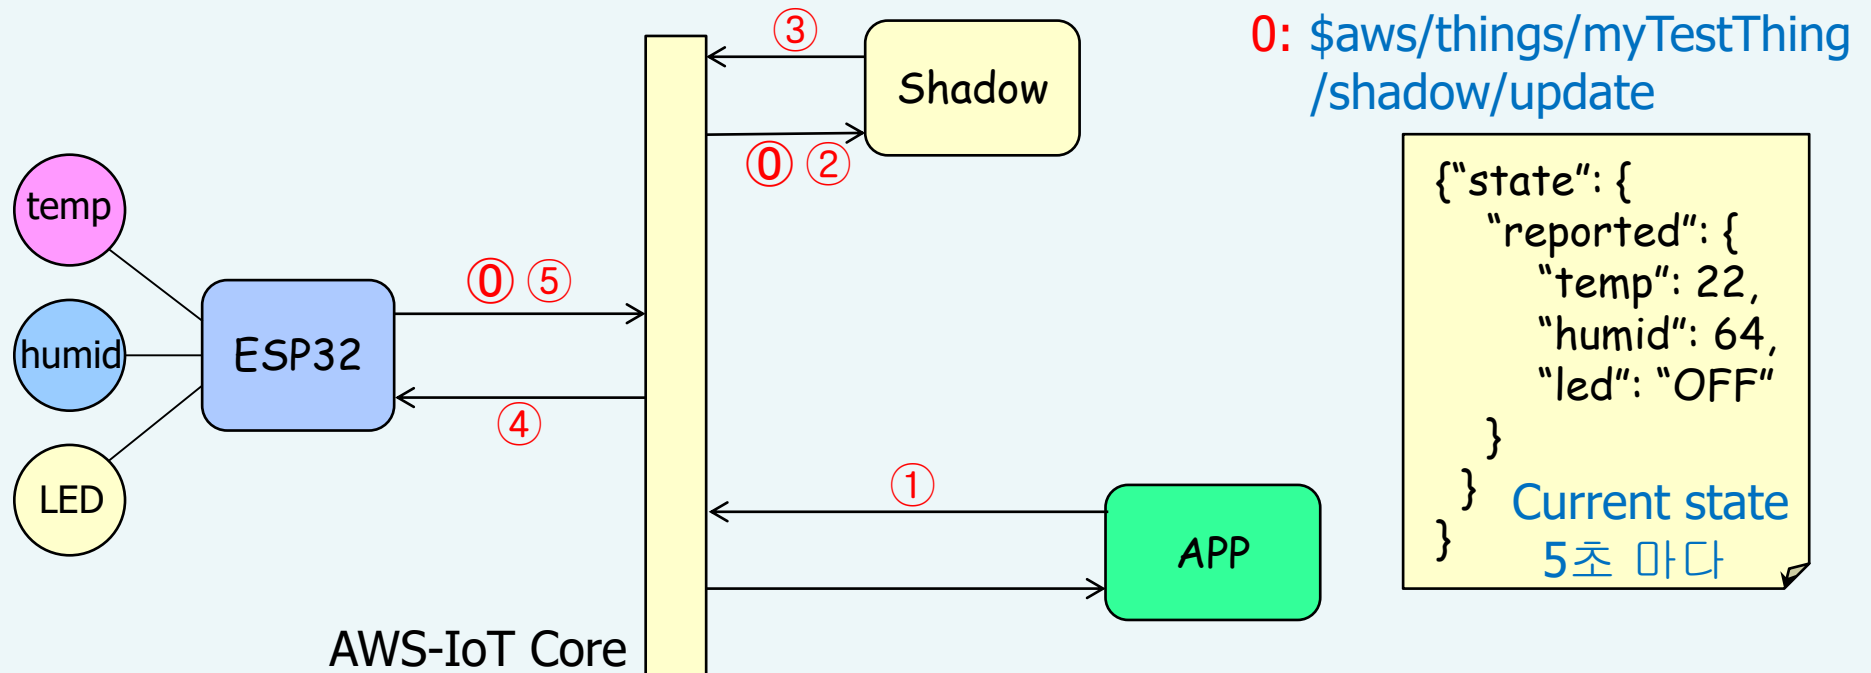 ③
Shadow
⓪ ②
0: $aws/things/myTestThing
/shadow/update
temp
humid
LED
ESP32
⓪ ⑤
④
①
APP
AWS-IoT Core
{“state”: {
“reported”: {
“temp”: 22,
“humid”: 64,
“led”: “OFF”
}
}
}
Current state
5초 마다